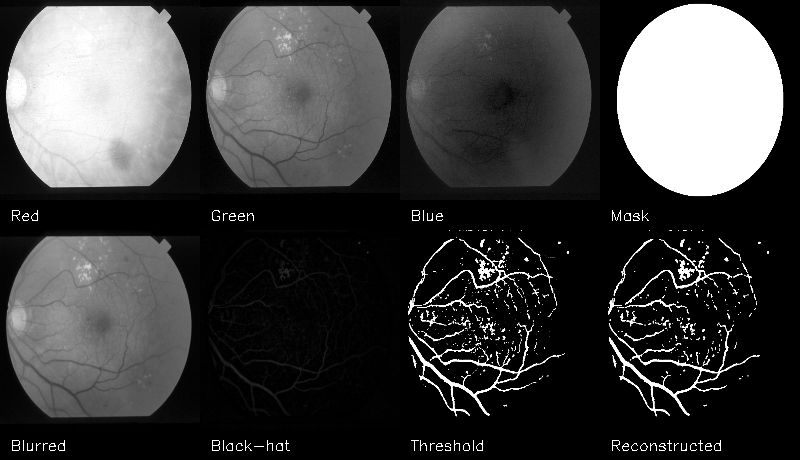 Red
Green
Blue
Mask
Blurred
Black-hat
Threshold
Reconstructed